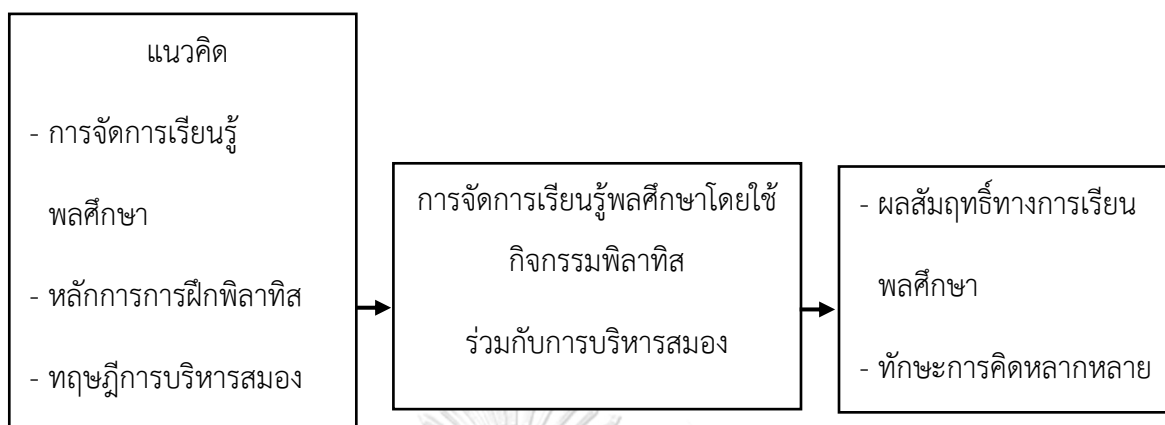 แนวคิด
- การจัดการเรียนรู้
พลศึกษา
- หลักการการฝึกพิลาทิส
- ทฤษฎีการบริหารสมอง
การจัดการเรียนรู้พลศึกษาโดยใช้
กิจกรรมพิลาทิส
ร่วมกับการบริหารสมอง
- ผลสัมฤทธิ์ทางการเรียน
พลศึกษา
- ทักษะการคิดหลากหลาย